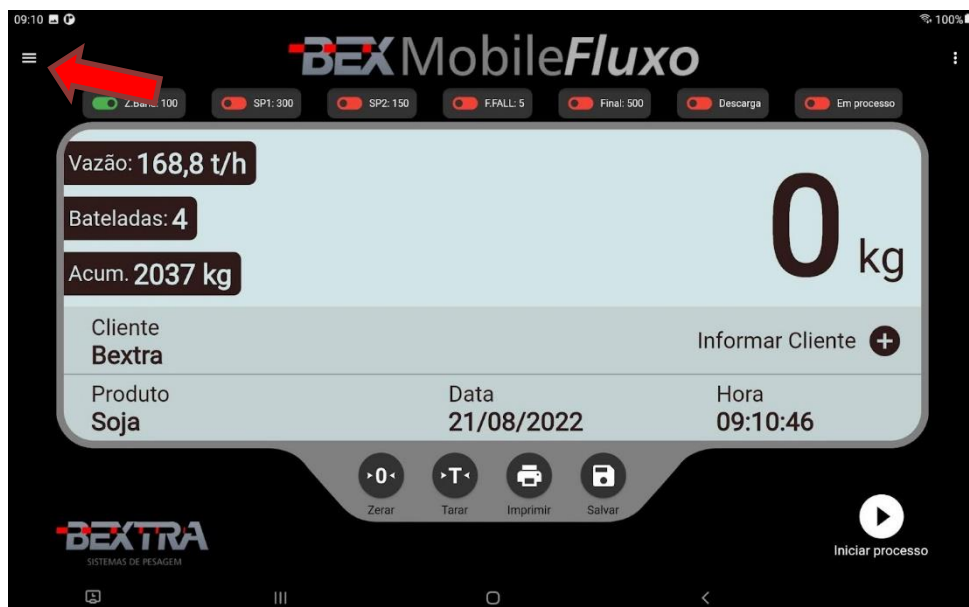 09:10 100%
BEX MobileFluxo
100 SP1: 300 SP2: 150 F.FALL: 5 Final: 500 Descarga Em processo
Vazão: 168,8 t/h
Bateladas: 4
Acum. 2037 kg
0 kg
Cliente
Bextra
Informar Cliente
Produto Data Hora
Soja 21/08/2022 09:10:46
0 T
Zerar Tarar Imprimir Salvar
BEXTRA
SISTEMAS DE PESAGEM
Iniciar processo